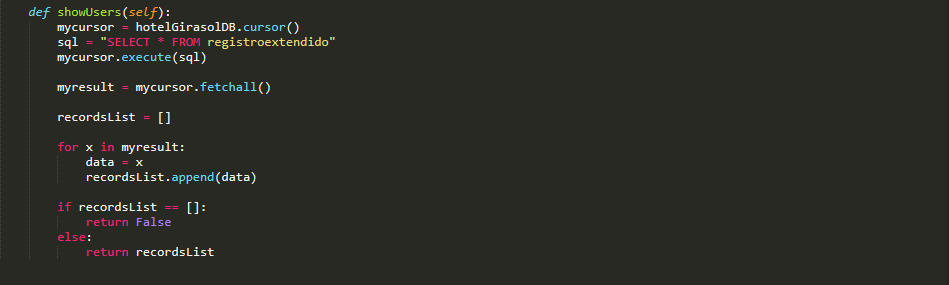 def showUsers(self):
mycursor = hotelGirasolDB.cursor()
sql = "SELECT * FROM registroextendido"
mycursor.execute(sql)
myresult = mycursor.fetchall()
recordsList = []
for x in myresult:
data = x
recordsList.append(data)
if recordsList == []:
return False
else:
return recordsList